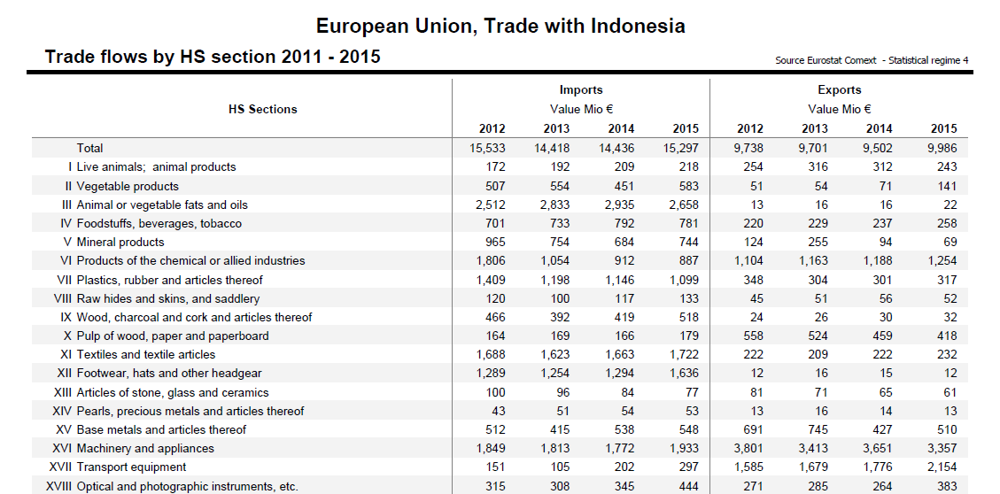 European Union, Trade with Indonesia
Trade flows by HS section 2011 - 2015
Source Eurostat Comext - Statistical regime 4
Imports Exports
HS Sections Value Mio € Value Mio €
2012 2013 2014 2015 2012 2013 2014 2015
Total 15,533 14,418 14,436 15,297 9,738 9,701 9,502 9,986
I Live animals; animal products 172 192 209 218 254 316 312 243
II Vegetable products 507 554 451 583 51 54 71 141
III Animal or vegetable fats and oils 2,512 2,833 2,935 2,658 13 16 16 22
IV Foodstuffs, beverages, tobacco 701 733 792 781 220 229 237 258
V Mineral products 965 754 684 744 124 255 94 69
VI Products of the chemical or allied industries 1,806 1,054 912 887 1,104 1,163 1,188 1,254
VII Plastics, rubber and articles thereof 1,409 1,198 1,146 1,099 348 304 301 317
VIII Raw hides and skins, and saddlery 120 100 117 133 45 51 56 52
IX Wood, charcoal and cork and articles thereof 466 392 419 518 24 26 30 32
X Pulp of wood, paper and paperboard 164 169 166 179 558 524 459 418
XI Textiles and textile articles 1,688 1,623 1,663 1,722 222 209 222 232
XII Footwear, hats and other headgear 1,289 1,254 1,294 1,636 12 16 15 12
XIII Articles of stone, glass and ceramics 100 96 84 77 81 71 65 61
XIV Pearls, precious metals and articles thereof 43 51 54 53 13 16 14 13
XV Base metals and articles thereof 512 415 538 548 691 745 427 510
XVI Machinery and appliances 1,849 1,813 1,772 1,933 3,801 3,413 3,651 3,357
XVII Transport equipment 151 105 202 297 1,585 1,679 1,776 2,154
XVIII Optical and photographic instruments, etc. 315 308 345 444 271 285 264 383